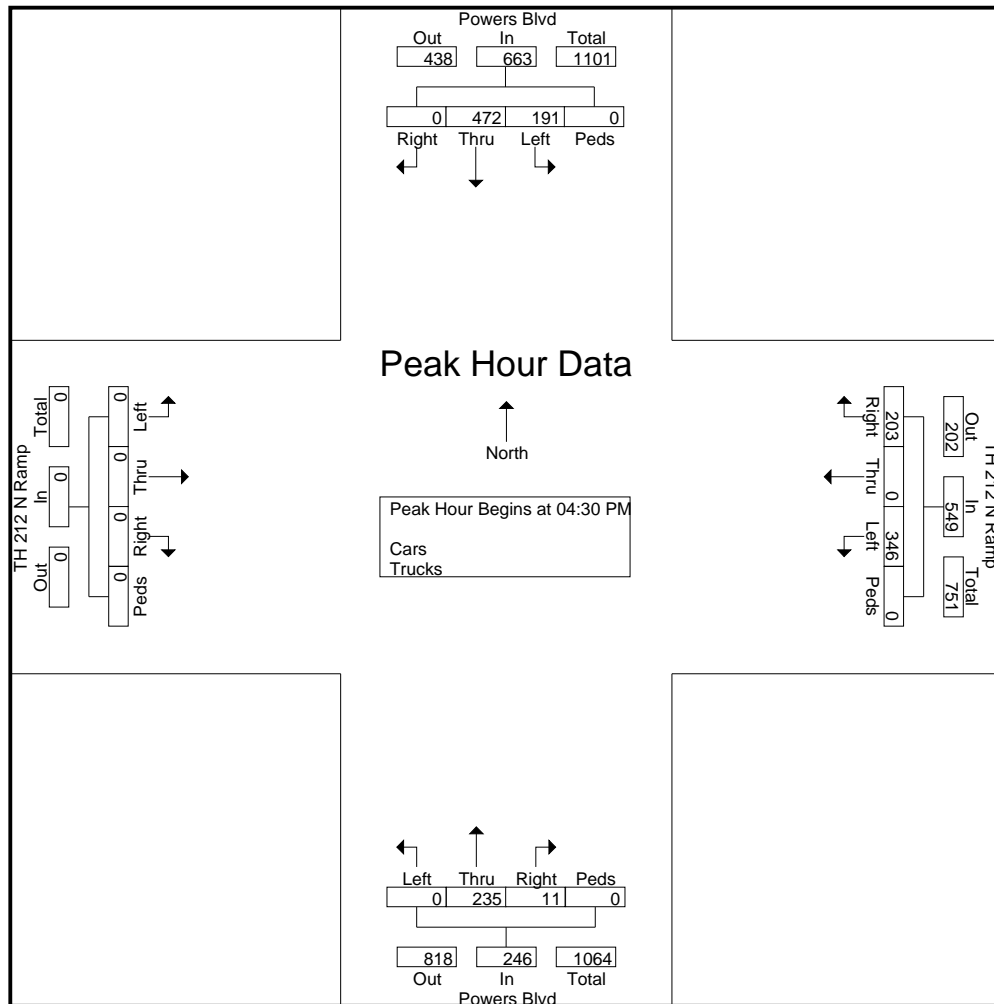 Powers Blvd
Out In Total
438 663 1101
0 472 191 0
Right Thru Left Peds
Peak Hour Data
North
Peak Hour Begins at 04:30 PM
Cars
Trucks
TH 212 N Ramp
Total In Out
0 0 0
0 0 0 0
Left Thru Right Peds
Right Thru Left Peds
203 0 346 0
Out In Total
202 549 751
TH 212 N Ramp
Left Thru Right Peds
0 235 11 0
818 246 1064
Out In Total
Powers Blvd